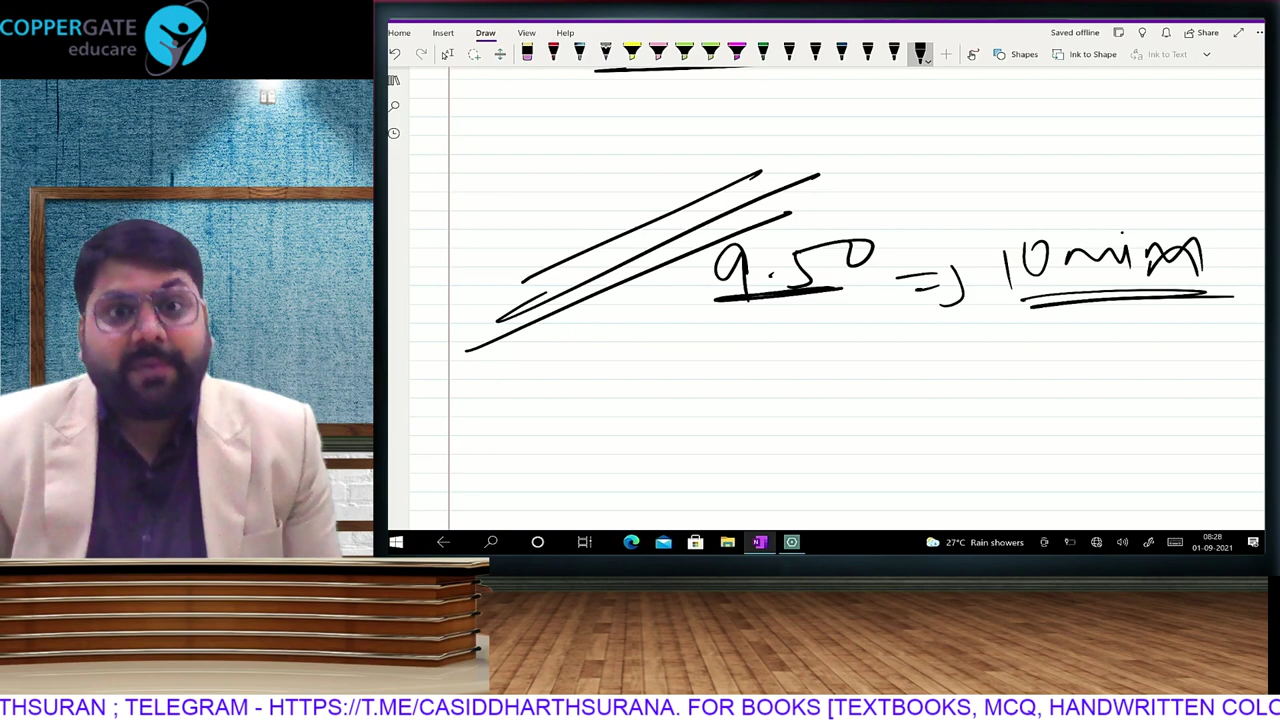 COPPERGATE
educare
Home Insert Draw View Help
Saved offline
Share
Shapes
Ink to Shape
Ink to Text
9.50 => 10 min
27°C Rain showers
08:28
01-09-2021
THSURAN ; TELEGRAM - HTTPS://T.ME/CASIDDHARTHSURANA. FOR BOOKS [TEXTBOOKS, MCQ, HANDWRITTEN COLO